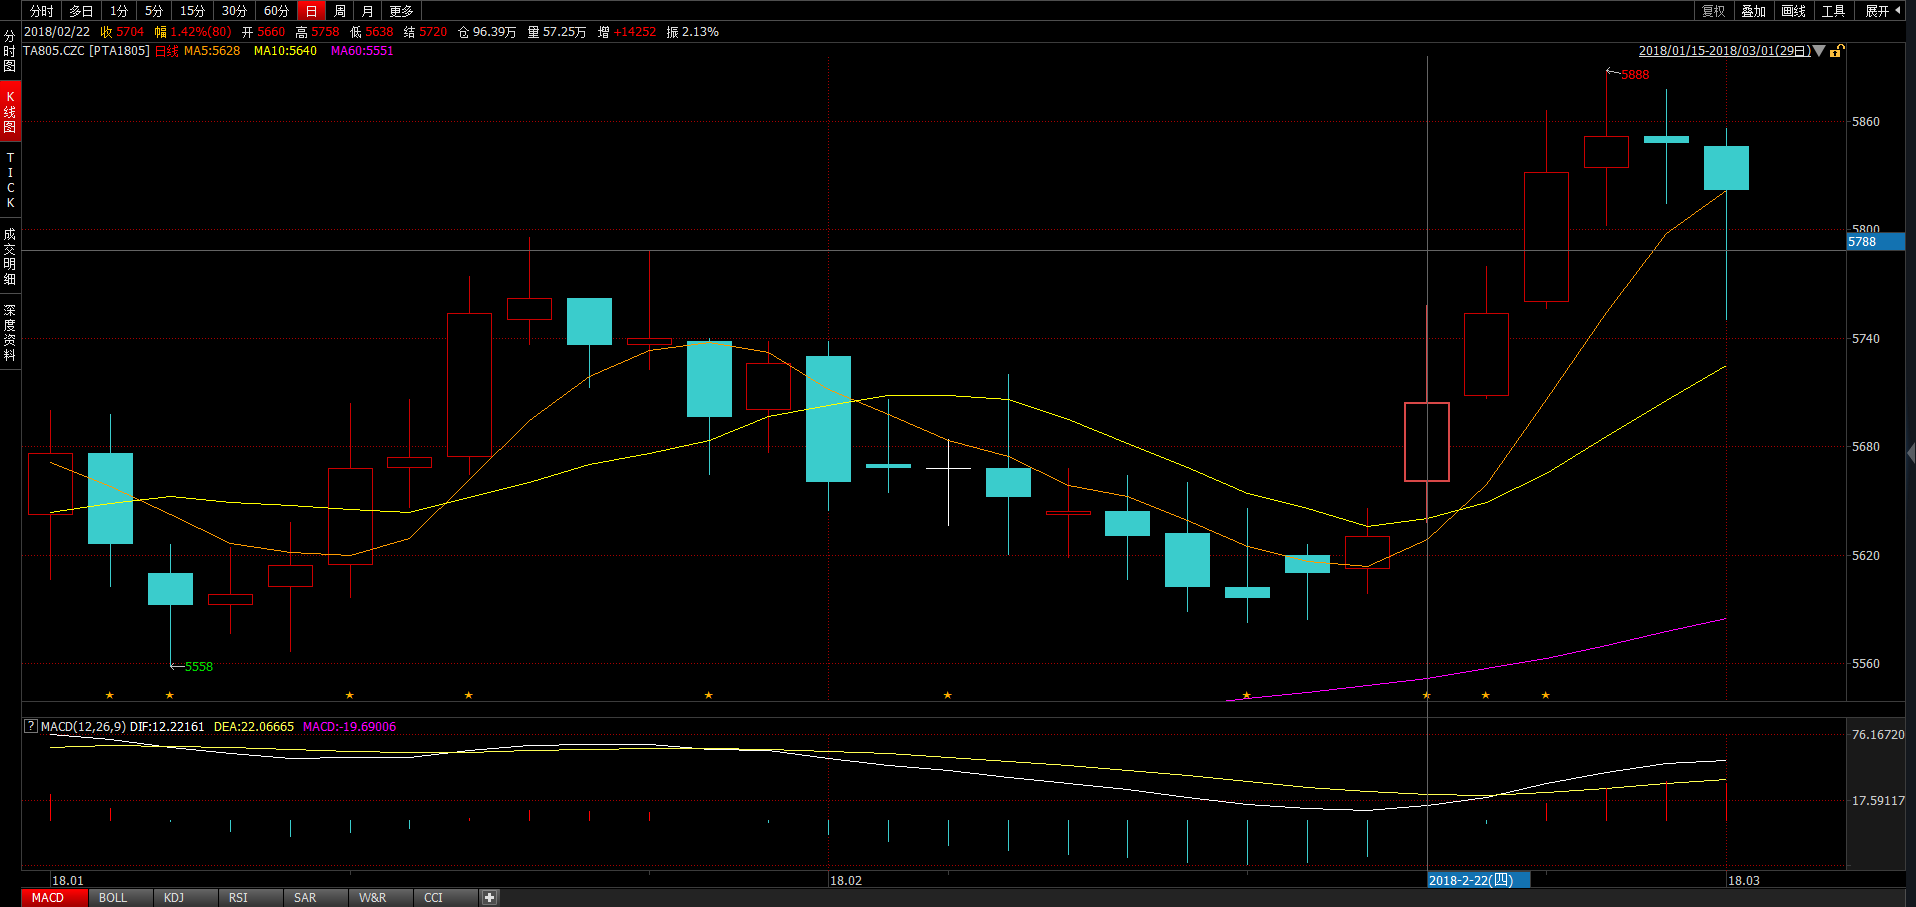 分时 多日 1分 5分 15分 30分 60分 日 周 月 更多 复权 叠加 画线 工具 展开
2018/02/22 收 5704 幅 1.42%(80) 开 5660 高 5758 低 5638 结 5720 仓 96.39万 量 57.25万 增 +14252 振 2.13%
TA805.CZC [PTA1805] 日线 MA5:5628 MA10:5640 MA60:5551 2018/01/15-2018/03/01(29日)
分时图
K线图
TICK
成交明细
深度资料
5888
5860
5800
5788
5740
5680
5620
5560
5558
? MACD(12,26,9) DIF:12.22161 DEA:22.06665 MACD:-19.69006
76.16720
17.59117
18.01 18.02 2018-2-22(四) 18.03
MACD BOLL KDJ RSI SAR W&R CCI